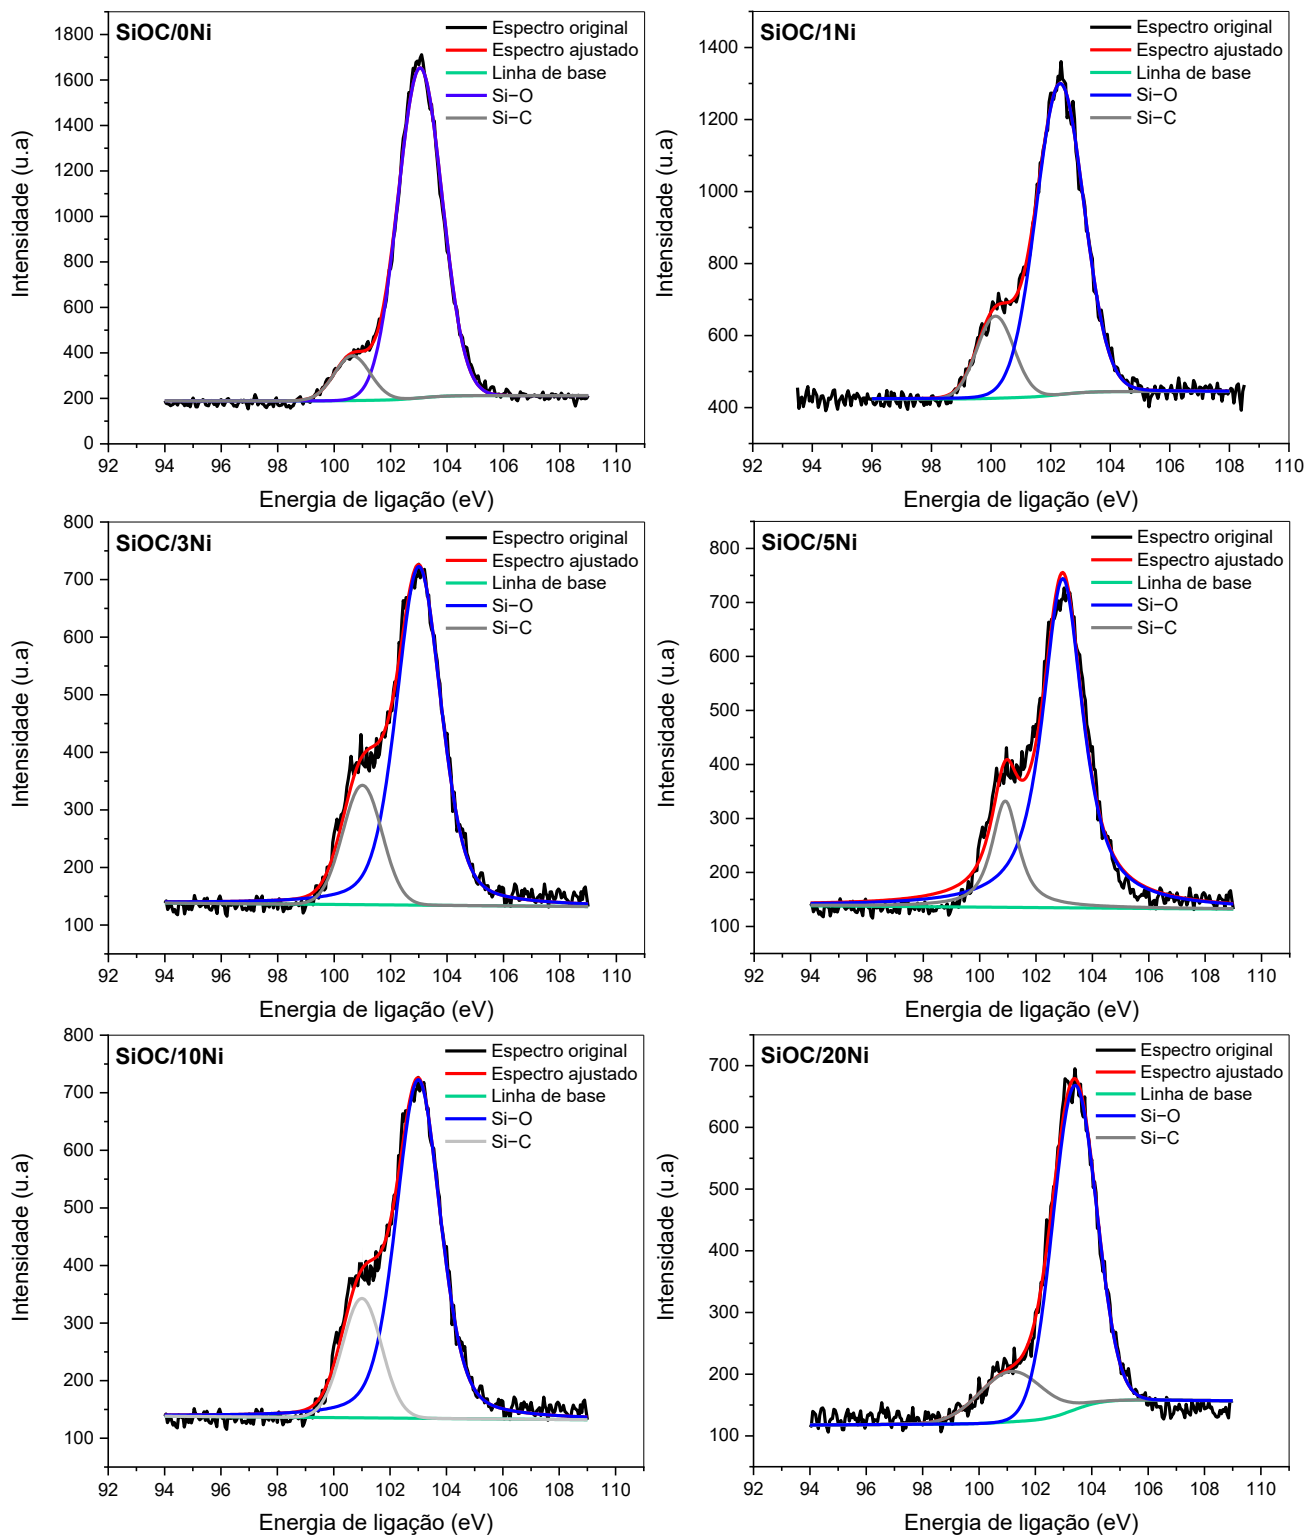 SiOC/0Ni
Espectro original
Espectro ajustado
Linha de base
Si−O
Si−C
Intensidade (u.a)
1800
1600
1400
1200
1000
800
600
400
200
0
92 94 96 98 100 102 104 106 108 110
Energia de ligação (eV)
SiOC/1Ni
Espectro original
Espectro ajustado
Linha de base
Si−O
Si−C
Intensidade (u.a)
1400
1200
1000
800
600
400
92 94 96 98 100 102 104 106 108 110
Energia de ligação (eV)
SiOC/3Ni
Espectro original
Espectro ajustado
Linha de base
Si−O
Si−C
Intensidade (u.a)
800
700
600
500
400
300
200
100
92 94 96 98 100 102 104 106 108 110
Energia de ligação (eV)
SiOC/5Ni
Espectro original
Espectro ajustado
Linha de base
Si−O
Si−C
Intensidade (u.a)
800
700
600
500
400
300
200
100
92 94 96 98 100 102 104 106 108 110
Energia de ligação (eV)
SiOC/10Ni
Espectro original
Espectro ajustado
Linha de base
Si−O
Si−C
Intensidade (u.a)
800
700
600
500
400
300
200
100
92 94 96 98 100 102 104 106 108 110
Energia de ligação (eV)
SiOC/20Ni
Espectro original
Espectro ajustado
Linha de base
Si−O
Si−C
Intensidade (u.a)
700
600
500
400
300
200
100
92 94 96 98 100 102 104 106 108 110
Energia de ligação (eV)